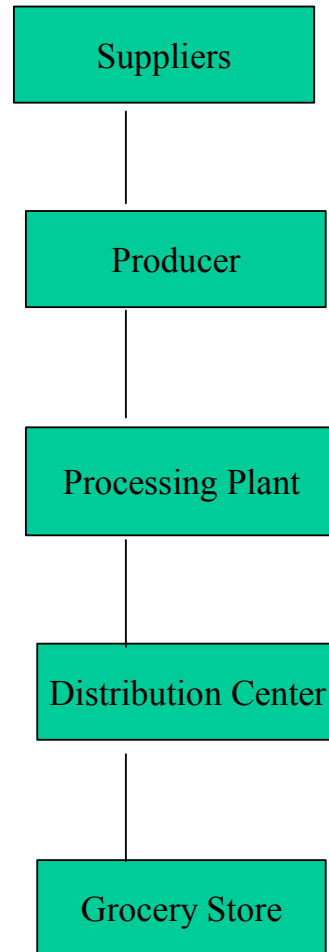 Suppliers
Producer
Processing Plant
Distribution Center
Grocery Store